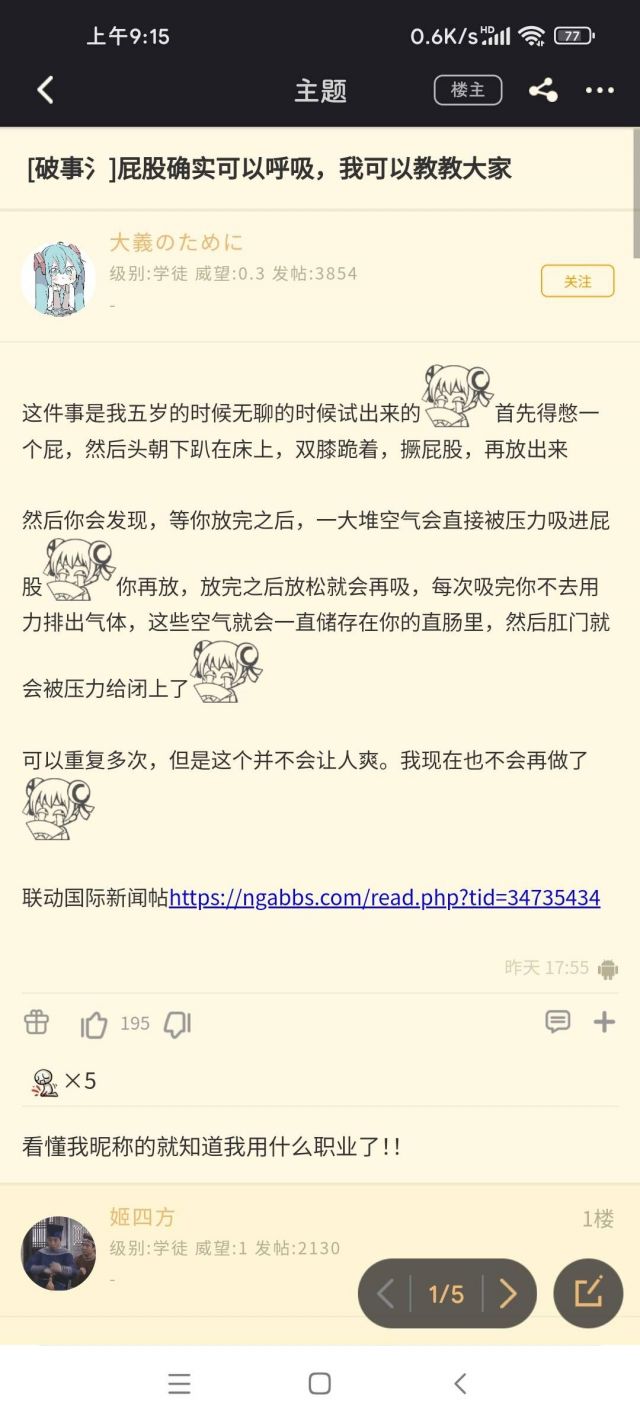 上午9:15
0.6K/s HD 77
主题
楼主
[破事氵]屁股确实可以呼吸，我可以教教大家
大義のために
级别:学徒 威望:0.3 发帖:3854
关注
-
这件事是我五岁的时候无聊的时候试出来的首先得憋一
个屁，然后头朝下趴在床上，双膝跪着，撅屁股，再放出来
然后你会发现，等你放完之后，一大堆空气会直接被压力吸进屁
股你再放，放完之后放松就会再吸，每次吸完你不去用
力排出气体，这些空气就会一直储存在你的直肠里，然后肛门就
会被压力给闭上了
可以重复多次，但是这个并不会让人爽。我现在也不会再做了
联动国际新闻帖https://ngabbs.com/read.php?tid=34735434
昨天 17:55
195
×5
看懂我昵称的就知道我用什么职业了!!
姬四方
1楼
级别:学徒 威望:1 发帖:2130
-
1/5